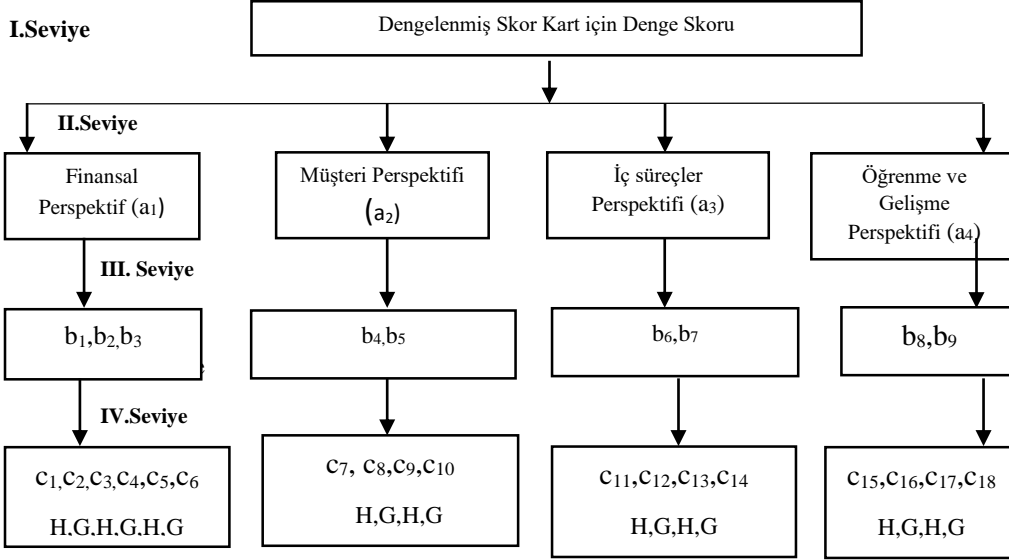 I.Seviye
Dengelenmiş Skor Kart için Denge Skoru
II.Seviye
Finansal
Perspektif (a₁)
Müşteri Perspektifi
(a₂)
İç süreçler
Perspektifi (a₃)
Öğrenme ve
Gelişme
Perspektifi (a₄)
III. Seviye
b₁,b₂,b₃
b₄,b₅
b₆,b₇
b₈,b₉
IV.Seviye
c₁,c₂,c₃,c₄,c₅,c₆
H,G,H,G,H,G
c₇, c₈,c₉,c₁₀
H,G,H,G
c₁₁,c₁₂,c₁₃,c₁₄
H,G,H,G
c₁₅,c₁₆,c₁₇,c₁₈
H,G,H,G